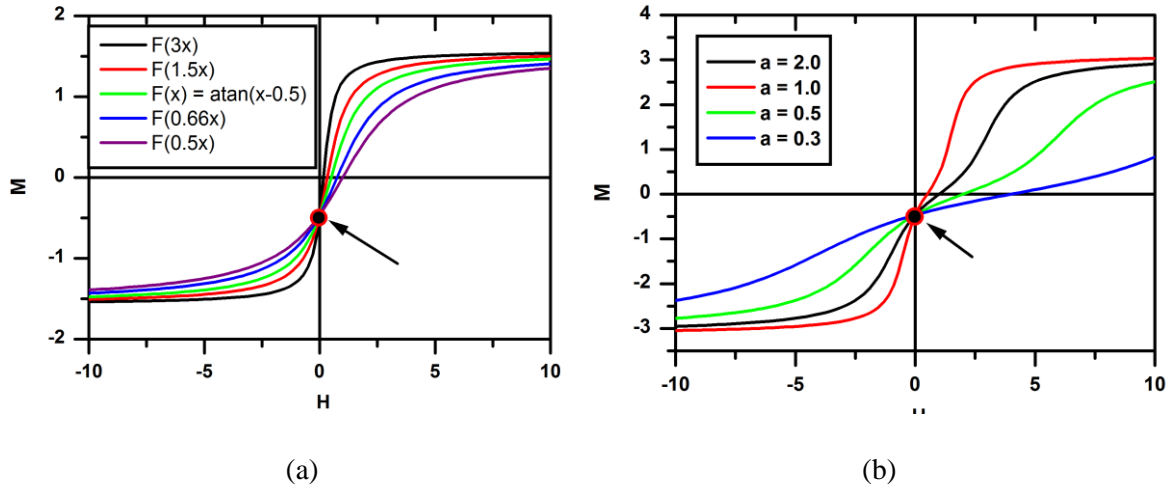 2
1
0
-1
-2
M
F(3x)
F(1.5x)
F(x) = atan(x-0.5)
F(0.66x)
F(0.5x)
-10 -5 0 5 10
H
(a)
4
3
2
1
0
-1
-2
-3
M
a = 2.0
a = 1.0
a = 0.5
a = 0.3
-10 -5 0 5 10
(b)